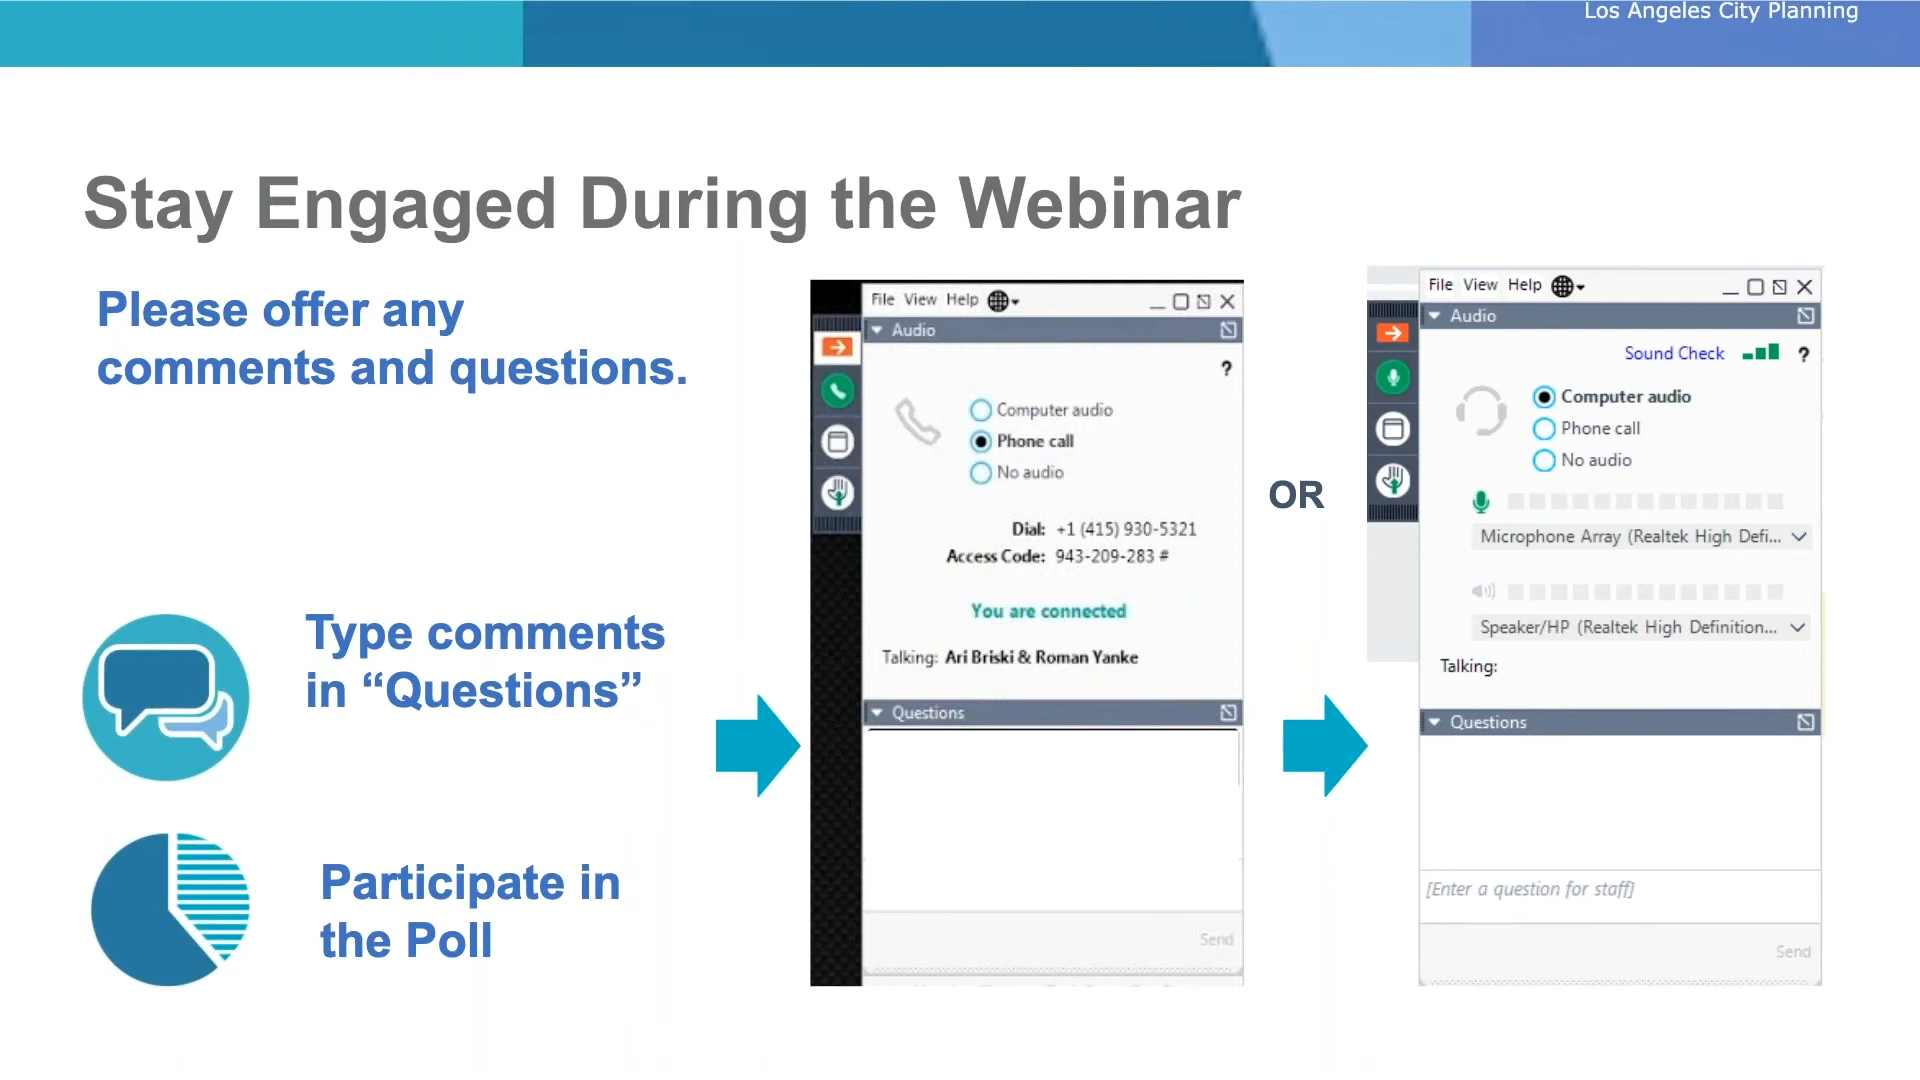 Los Angeles City Planning
Stay Engaged During the Webinar
Please offer any
comments and questions.
Type comments
in “Questions”
Participate in
the Poll
File View Help
Audio
?
Computer audio
Phone call
No audio
Dial: +1 (415) 930-5321
Access Code: 943-209-283 #
You are connected
Talking: Ari Briski & Roman Yanke
Questions
Send
OR
File View Help
Audio
Sound Check ?
Computer audio
Phone call
No audio
Microphone Array (Realtek High Defi...
Speaker/HP (Realtek High Definition...
Talking:
Questions
[Enter a question for staff]
Send